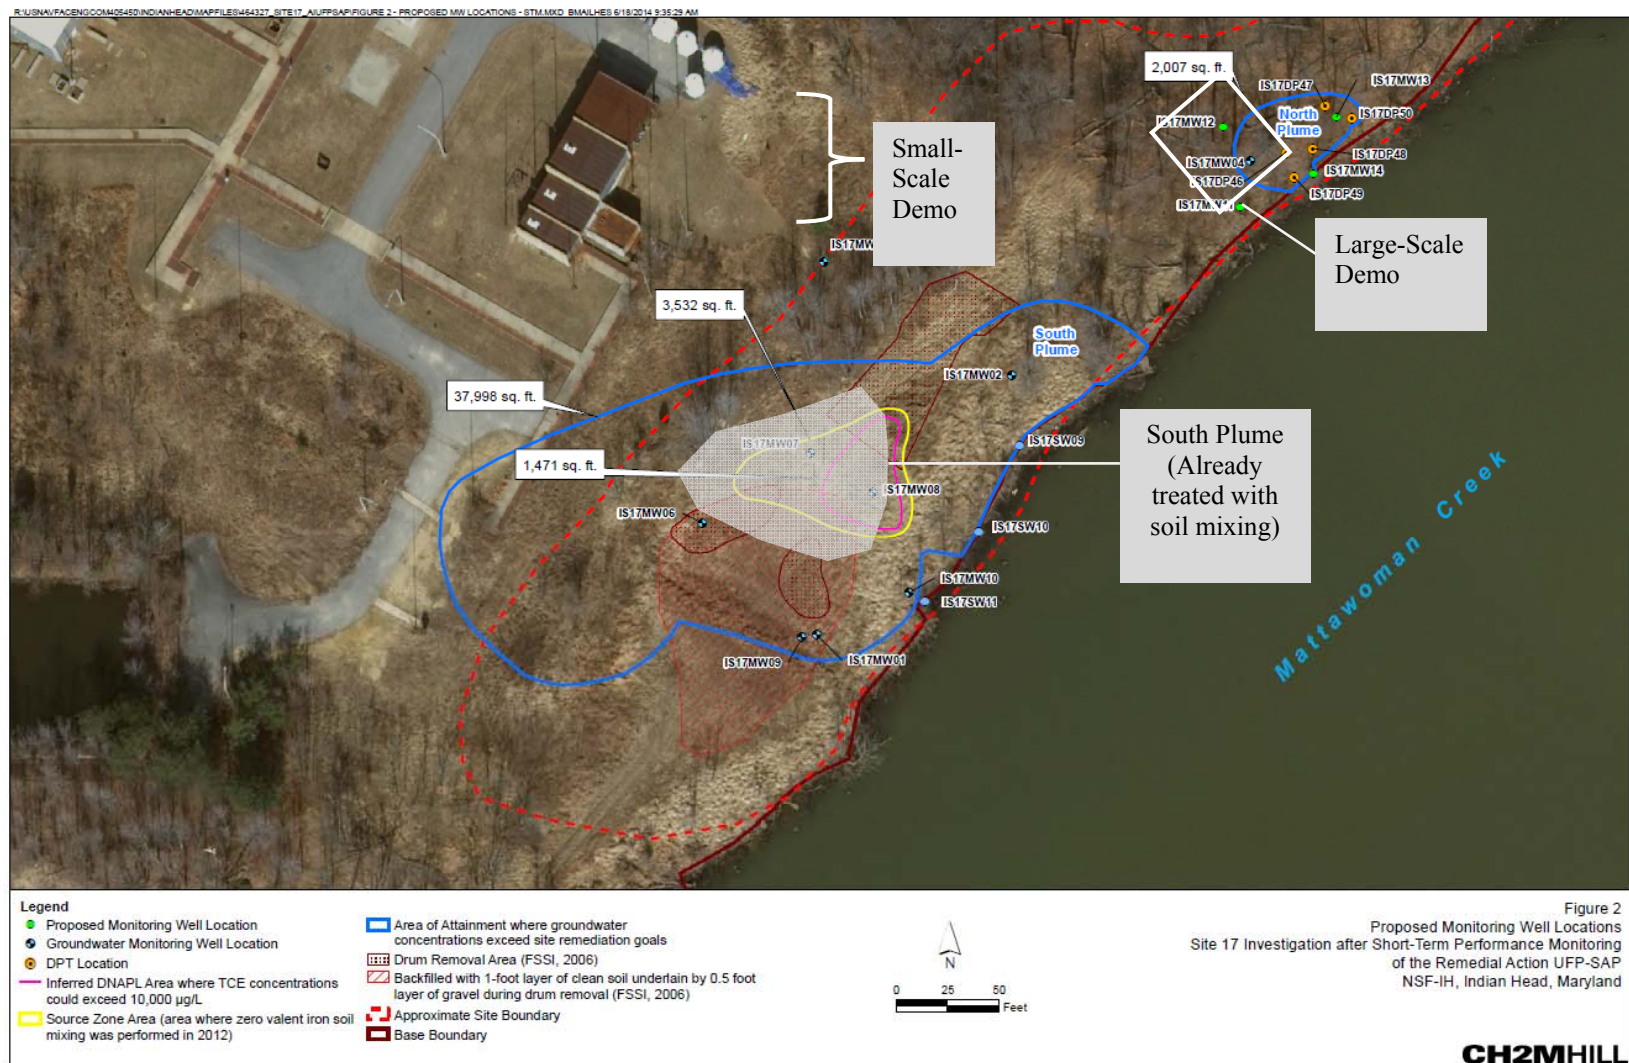 R:\USNAVFACENGCOM405450\INDIANHEAD\MAPFILES\464327_SITE17_AIUFPSAP\FIGURE 2 - PROPOSED MW LOCATIONS - STM.MXD BMAILHES 6/18/2014 9:35:29 AM
2,007 sq. ft.
IS17DP47
IS17MW13
IS17MW12
North
Plume
IS17DP50
IS17MW04
IS17DP48
IS17MW14
IS17DP46
IS17DP49
Small-
Scale
Demo
Large-Scale
Demo
3,532 sq. ft.
South
Plume
IS17MW02
37,998 sq. ft.
IS17MW07
IS17SW09
1,471 sq. ft.
IS17MW08
South Plume
(Already
treated with
soil mixing)
IS17MW06
IS17SW10
IS17MW10
IS17SW11
IS17MW09
IS17MW01
Mattawoman Creek
Legend
Proposed Monitoring Well Location
Groundwater Monitoring Well Location
DPT Location
Inferred DNAPL Area where TCE concentrations
could exceed 10,000 µg/L
Source Zone Area (area where zero valent iron soil
mixing was performed in 2012)
Area of Attainment where groundwater
concentrations exceed site remediation goals
Drum Removal Area (FSSI, 2006)
Backfilled with 1-foot layer of clean soil underlain by 0.5 foot
layer of gravel during drum removal (FSSI, 2006)
Approximate Site Boundary
Base Boundary
N
0 25 50
Feet
Figure 2
Proposed Monitoring Well Locations
Site 17 Investigation after Short-Term Performance Monitoring
of the Remedial Action UFP-SAP
NSF-IH, Indian Head, Maryland
CH2MHILL